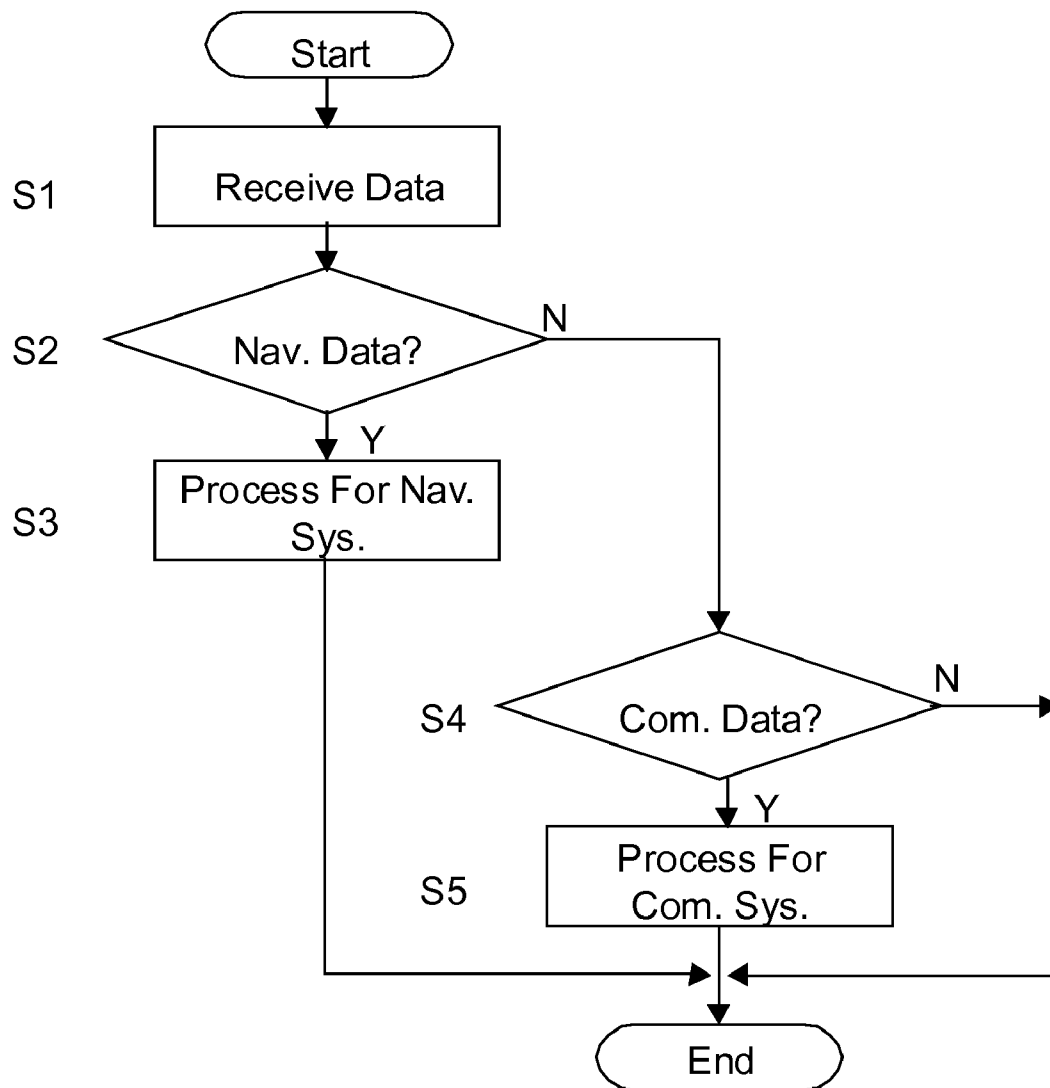 Start
S1
Receive Data
S2
Nav. Data?
N
Y
S3
Process For Nav.
Sys.
S4
Com. Data?
N
Y
S5
Process For
Com. Sys.
End